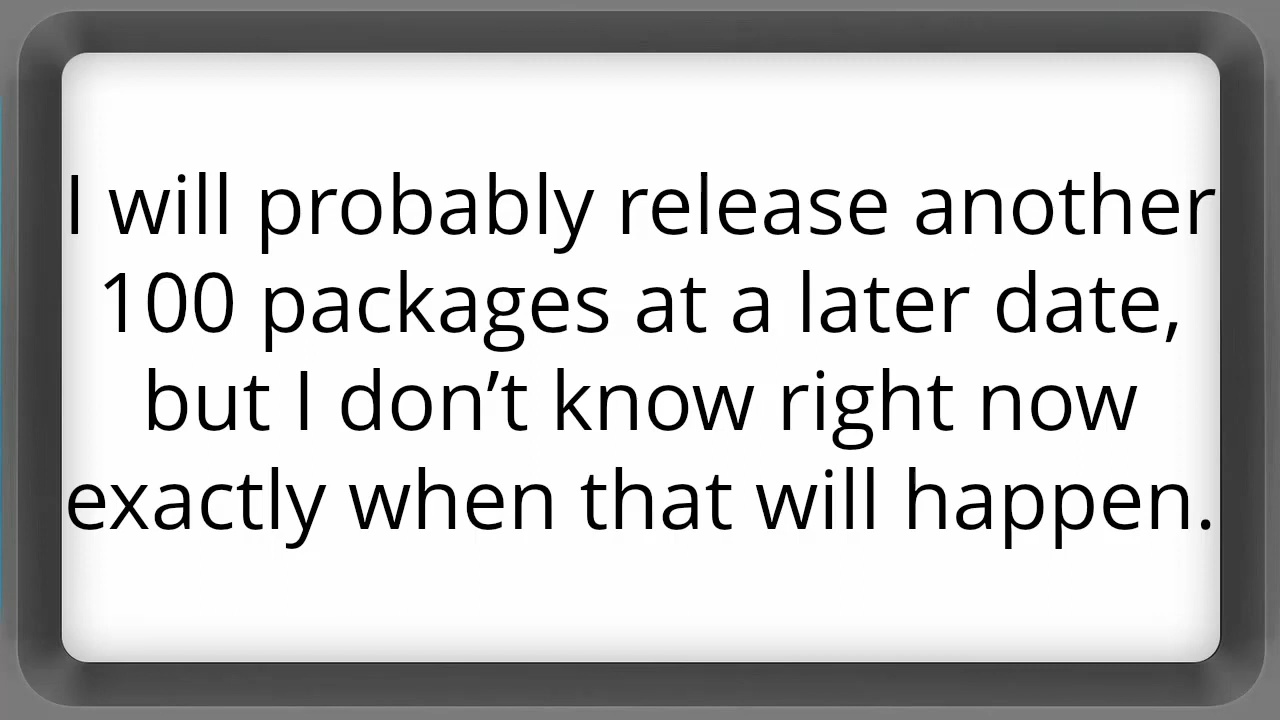 I will probably release another
100 packages at a later date,
but I don’t know right now
exactly when that will happen.